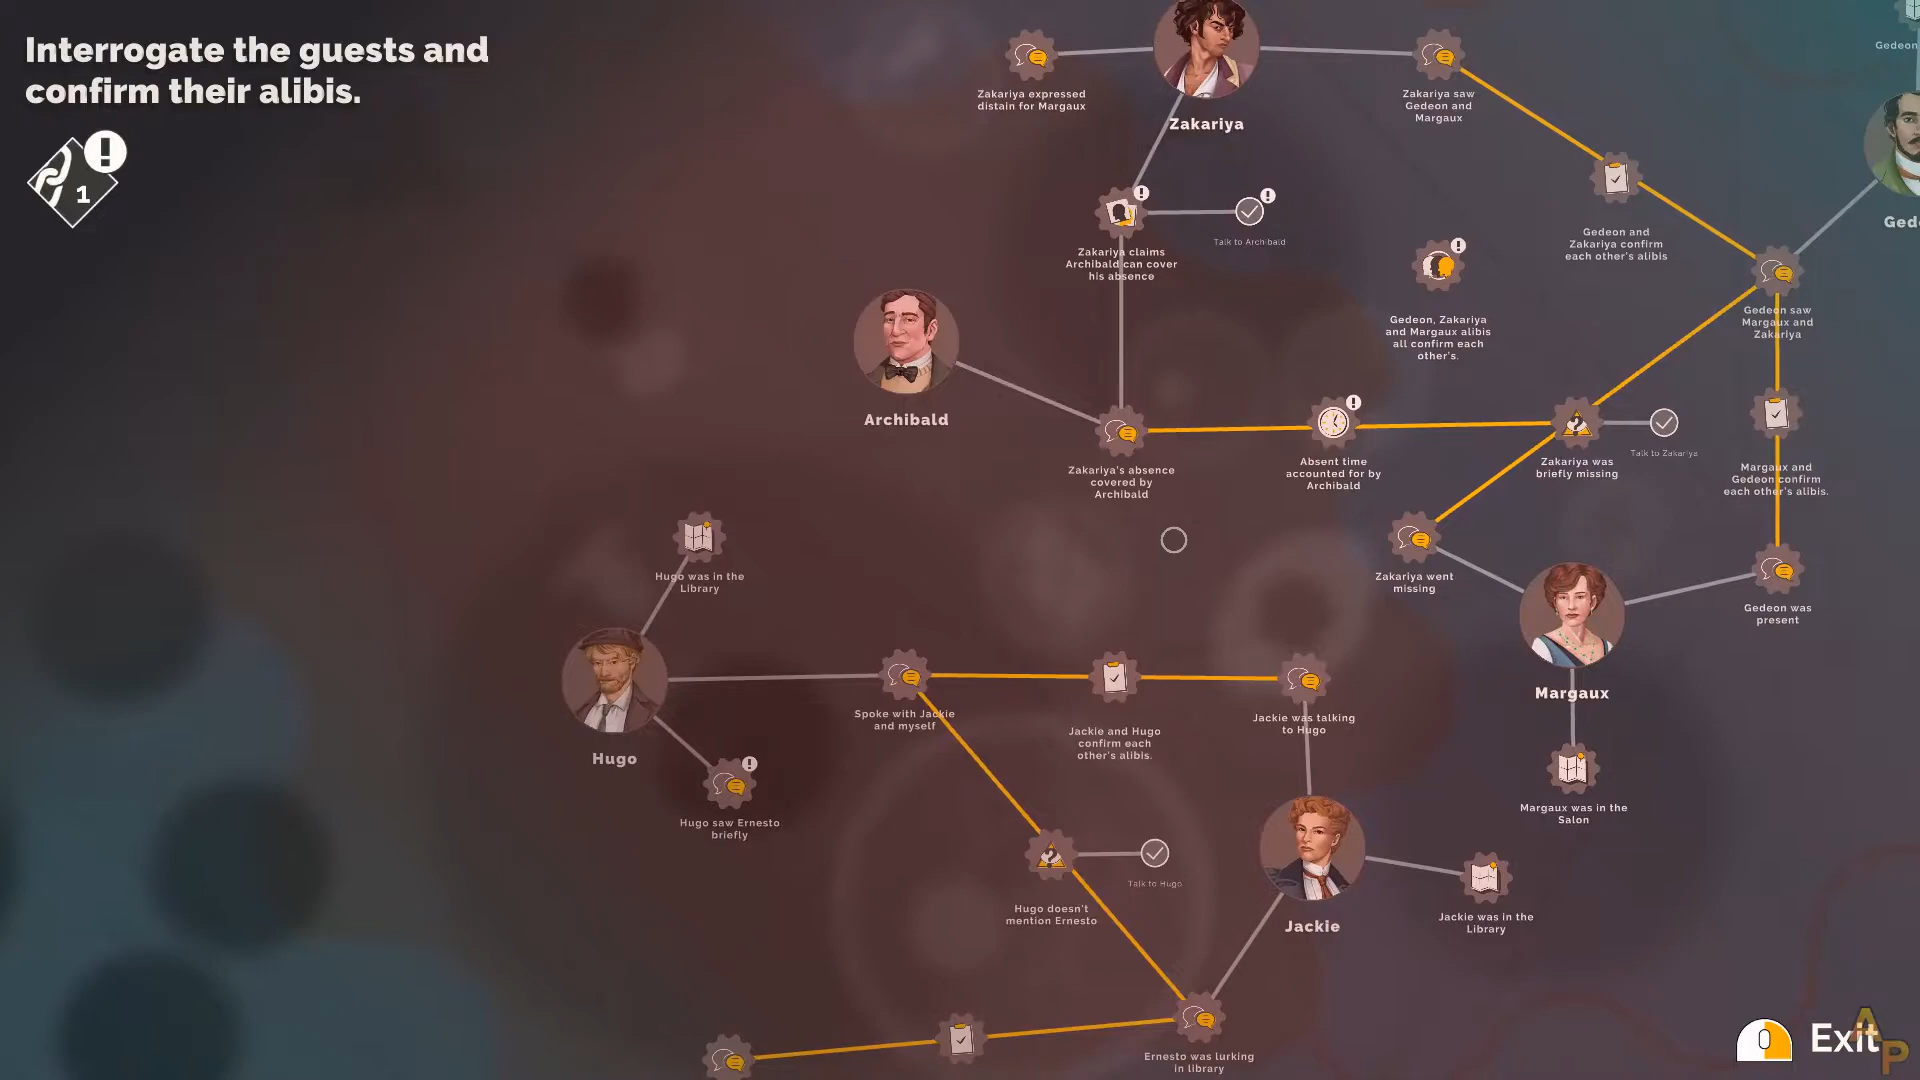 Interrogate the guests and
confirm their alibis.
1
Zakariya expressed
distain for Margaux
Zakariya
Zakariya saw
Gedeon and
Margaux
Gedeon
Zakariya claims
Archibald can cover
his absence
Talk to Archibald
Gedeon and
Zakariya confirm
each other's alibis
Gedeon, Zakariya
and Margaux alibis
all confirm each
other's.
Gedeon saw
Margaux and
Zakariya
Archibald
Zakariya's absence
covered by
Archibald
Absent time
accounted for by
Archibald
Zakariya was
briefly missing
Talk to Zakariya
Margaux and
Gedeon confirm
each other's alibis.
Hugo was in the
Library
Zakariya went
missing
Gedeon was
present
Margaux
Hugo
Spoke with Jackie
and myself
Jackie and Hugo
confirm each
other's alibis.
Jackie was talking
to Hugo
Hugo saw Ernesto
briefly
Margaux was in the
Salon
Talk to Hugo
Hugo doesn't
mention Ernesto
Jackie
Jackie was in the
Library
Ernesto was lurking
in library
Exit
AP